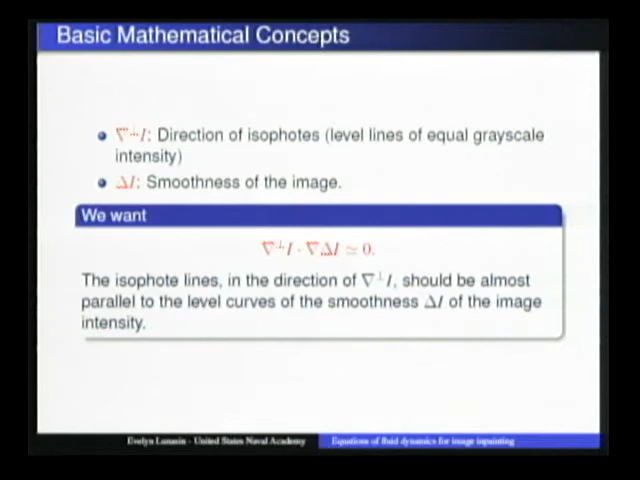 Basic Mathematical Concepts
∇⊥I: Direction of isophotes (level lines of equal grayscale
intensity)
ΔI: Smoothness of the image.
We want
∇⊥I · ∇ΔI ≃ 0.
The isophote lines, in the direction of ∇⊥I, should be almost
parallel to the level curves of the smoothness ΔI of the image
intensity.
Evelyn Lunasin - United States Naval Academy
Equations of fluid dynamics for image inpainting